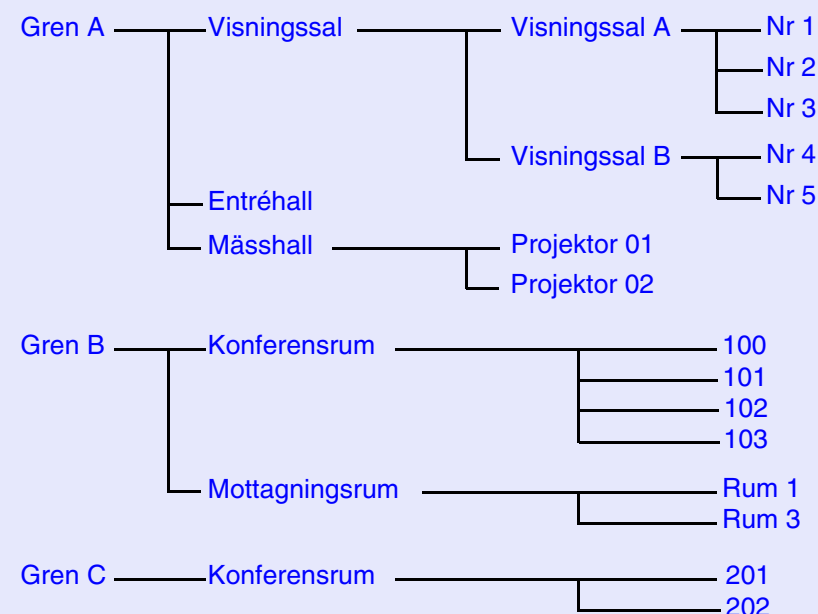 Gren A Visningssal Visningssal A Nr 1
Nr 2
Nr 3
Visningssal B Nr 4
Nr 5
Entréhall
Mässhall Projektor 01
Projektor 02
Gren B Konferensrum 100
101
102
103
Mottagningsrum Rum 1
Rum 3
Gren C Konferensrum 201
202